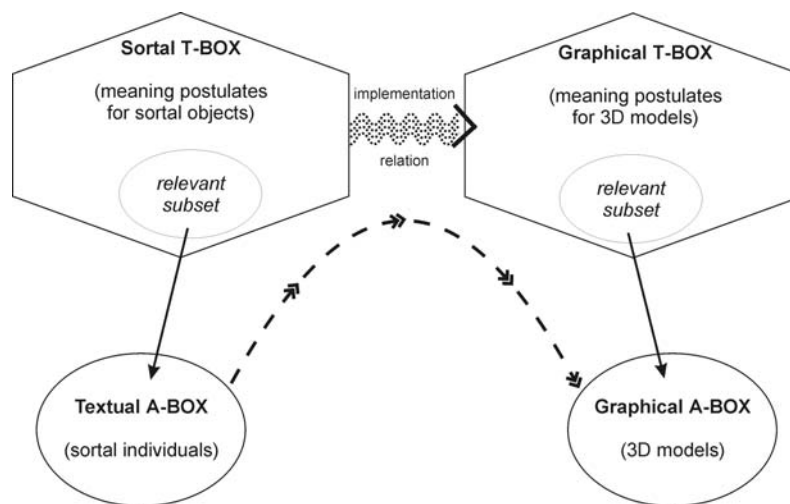 Sortal T-BOX
(meaning postulates
for sortal objects)
relevant
subset
implementation
relation
Graphical T-BOX
(meaning postulates
for 3D models)
relevant
subset
Textual A-BOX
(sortal individuals)
Graphical A-BOX
(3D models)